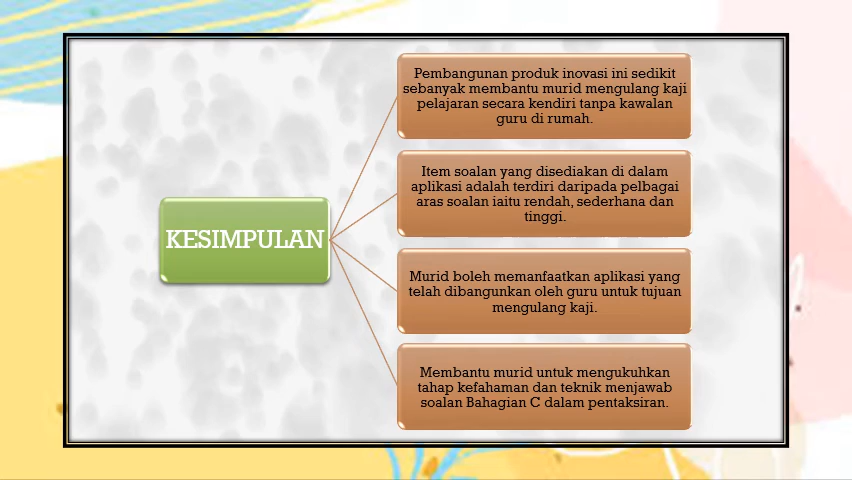 KESIMPULAN
Pembangunan produk inovasi ini sedikit
sebanyak membantu murid mengulang kaji
pelajaran secara kendiri tanpa kawalan
guru di rumah.
Item soalan yang disediakan di dalam
aplikasi adalah terdiri daripada pelbagai
aras soalan iaitu rendah, sederhana dan
tinggi.
Murid boleh memanfaatkan aplikasi yang
telah dibangunkan oleh guru untuk tujuan
mengulang kaji.
Membantu murid untuk mengukuhkan
tahap kefahaman dan teknik menjawab
soalan Bahagian C dalam pentaksiran.